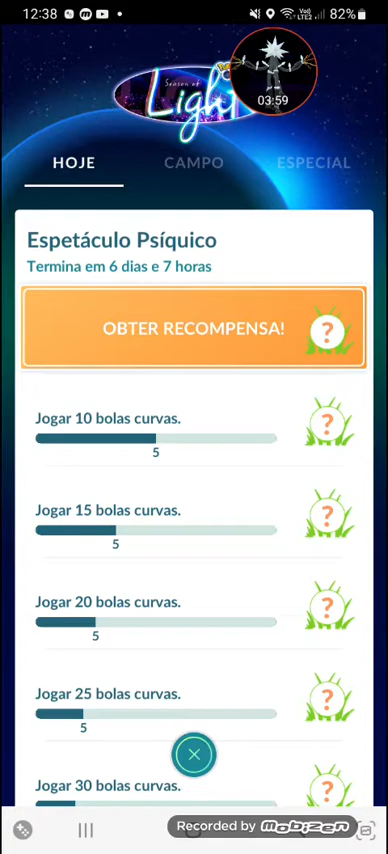 12:38
Vo))
LTE2
82%
Season of
Light
03:59
HOJE CAMPO ESPECIAL
Espetáculo Psíquico
Termina em 6 dias e 7 horas
OBTER RECOMPENSA!
?
Jogar 10 bolas curvas.
?
5
Jogar 15 bolas curvas.
?
5
Jogar 20 bolas curvas.
?
5
Jogar 25 bolas curvas.
?
5
Jogar 30 bolas curvas.
?
Recorded by mobizen